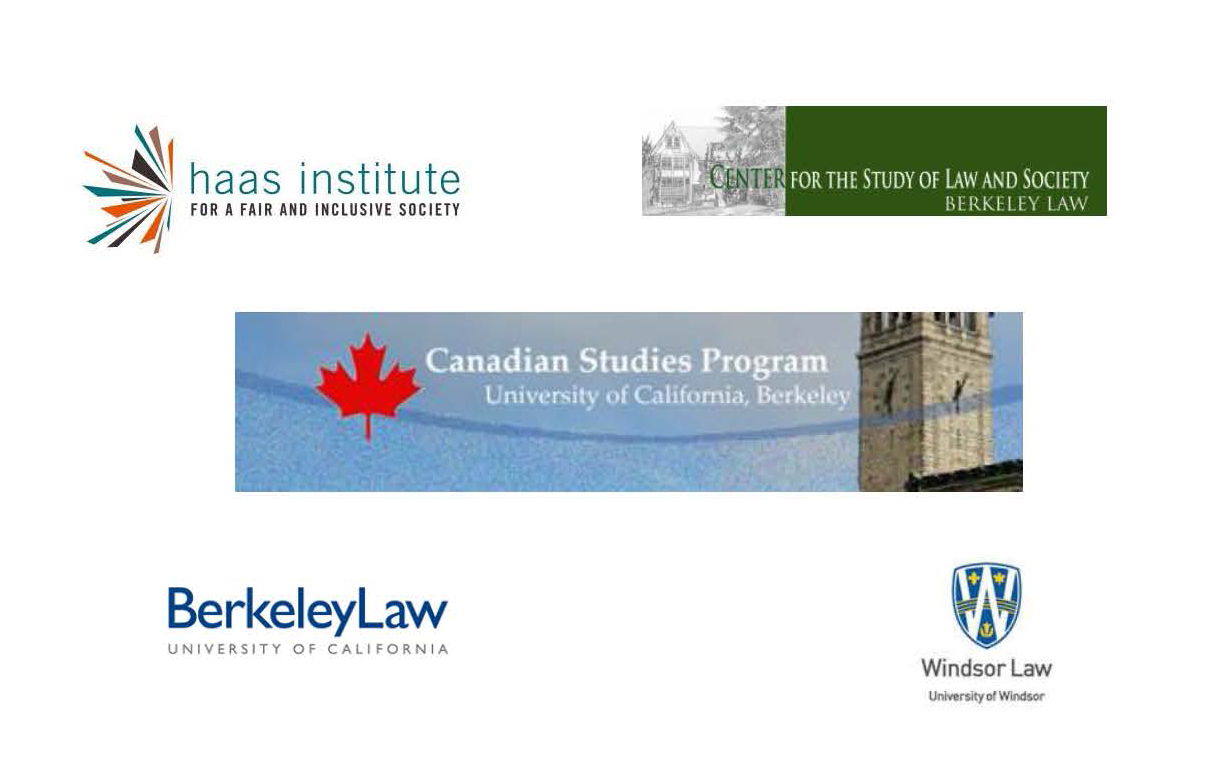 haas institute
FOR A FAIR AND INCLUSIVE SOCIETY
CENTER FOR THE STUDY OF LAW AND SOCIETY
BERKELEY LAW
Canadian Studies Program
University of California, Berkeley
BerkeleyLaw
UNIVERSITY OF CALIFORNIA
Windsor Law
University of Windsor